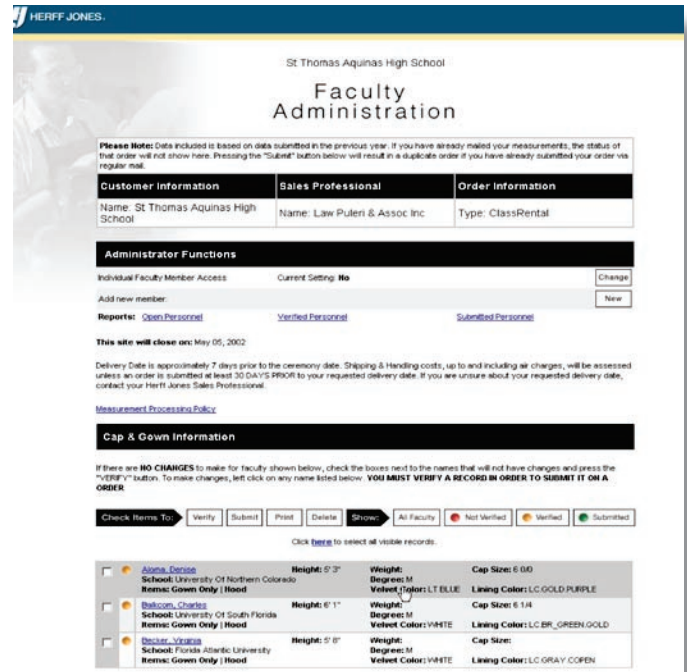 HERFF JONES.
St Thomas Aquinas High School
Faculty
Administration
Please Note: Data included is based on data submitted in the previous year. If you have already mailed your measurements, the status of
that order will not show here. Pressing the "Submit" button below will result in a duplicate order if you have already submitted your order via
regular mail.
Customer Information Sales Professional Order Information
Name: St Thomas Aquinas High
School
Name: Law Puleri & Assoc Inc Type: ClassRental
Administrator Functions
Individual Faculty Member Access Current Setting: No Change
Add new member: New
Reports: Open Personnel Verified Personnel Submitted Personnel
This site will close on: May 05, 2002
Delivery Date is approximately 7 days prior to the ceremony date. Shipping & Handling costs, up to and including air charges, will be assessed
unless an order is submitted at least 30 DAYS PRIOR to your requested delivery date. If you are unsure about your requested delivery date,
contact your Herff Jones Sales Professional.
Measurement Processing Policy
Cap & Gown Information
If there are NO CHANGES to make for faculty shown below, check the boxes next to the names that will not have changes and press the
"VERIFY" button. To make changes, left click on any name listed below. YOU MUST VERIFY A
RECORD IN ORDER TO SUBMIT IT ON A
ORDER.
Check Items To: Verify Submit Print Delete Show: All Faculty Not Verified Verified Submitted
Click here to select all visible records.
Aloma, Denise Height: 5' 3" Weight: Cap Size: 6 0/0
School: University Of Northern Colorado Degree: M
Items: Gown Only | Hood Velvet Color: LT BLUE Lining Color: LC.GOLD.PURPLE
Balkcom, Charles Height: 6' 1" Weight: Cap Size: 6 1/4
School: University Of South Florida Degree: M
Items: Gown Only | Hood Velvet Color: WHITE Lining Color: LC.BR_GREEN.GOLD
Becker, Virginia Height: 5' 8" Weight: Cap Size:
School: Florida Atlantic University Degree: M
Items: Gown Only | Hood Velvet Color: WHITE Lining Color: LC.GRAY.COPEN